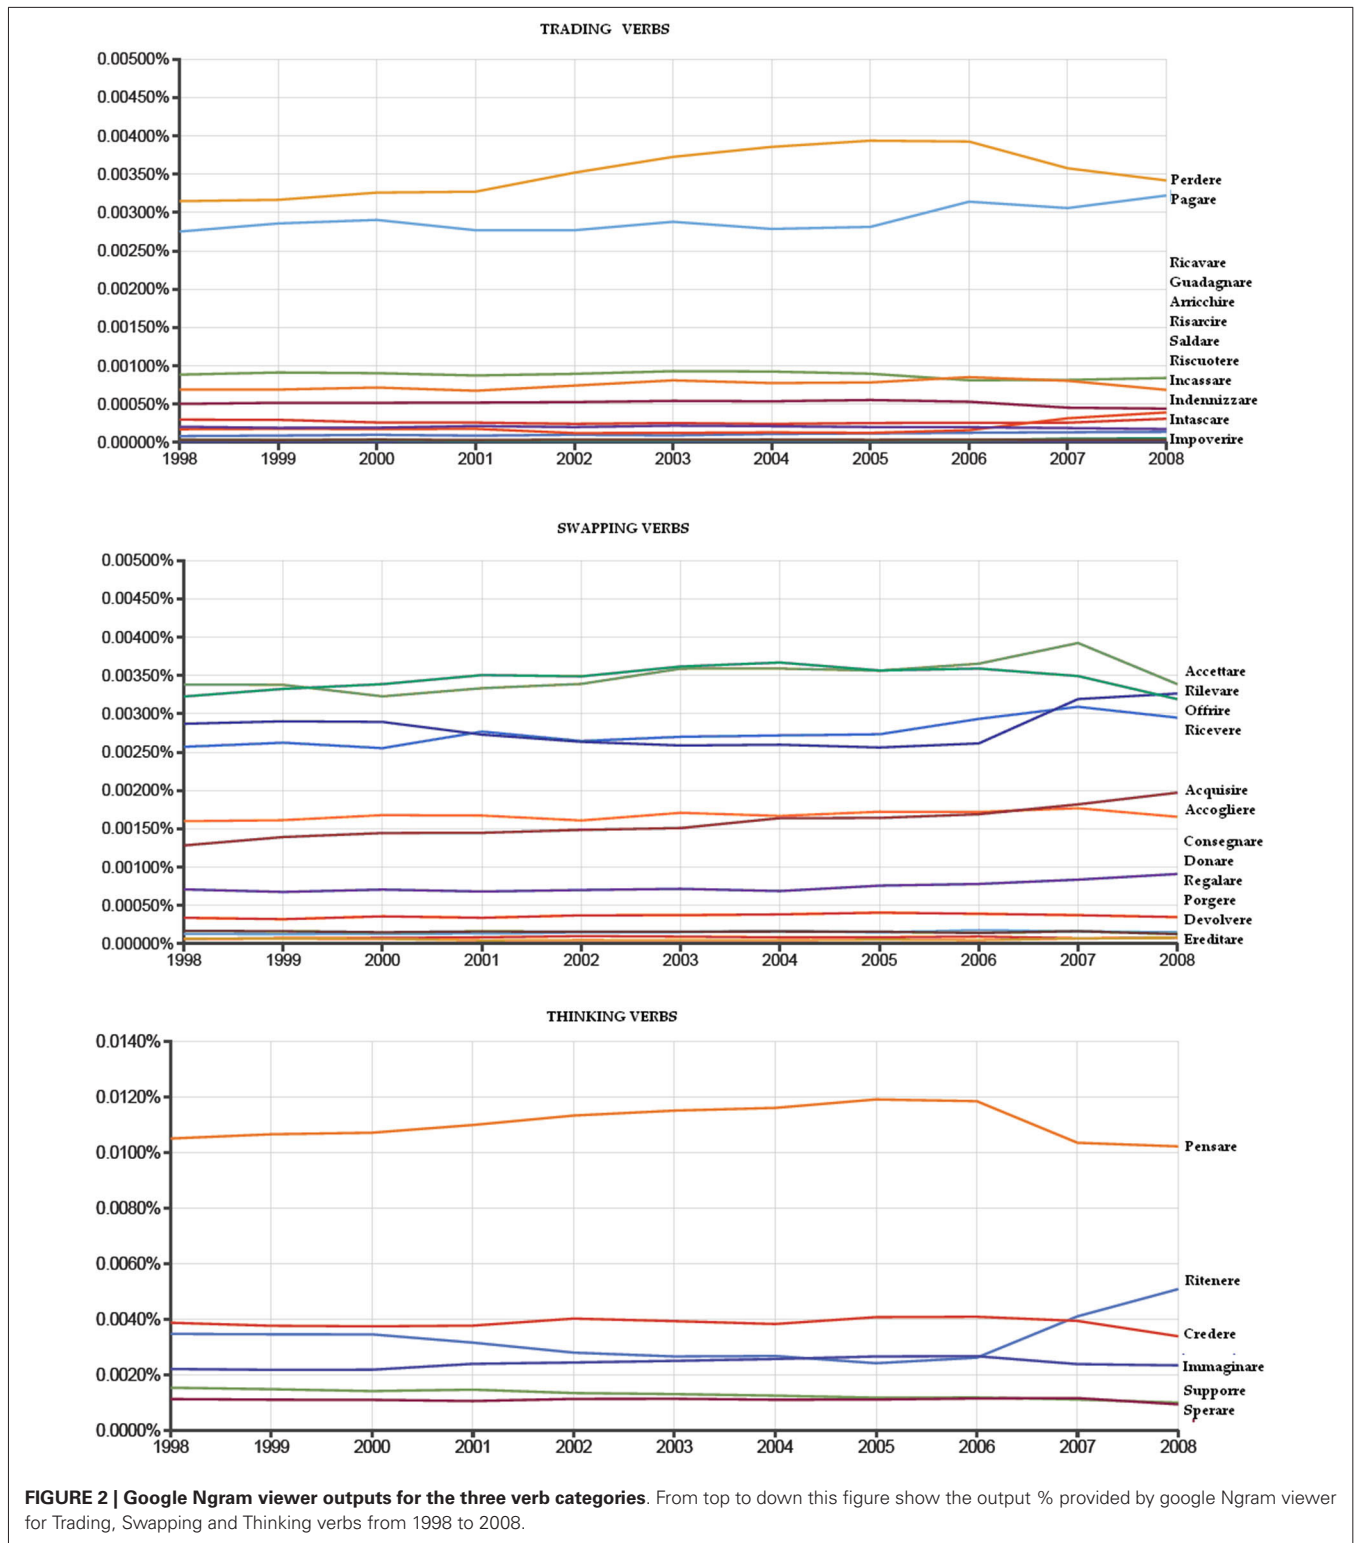 TRADING VERBS
0.00500%
0.00450%
0.00400%
0.00350%
0.00300%
0.00250%
0.00200%
0.00150%
0.00100%
0.00050%
0.00000%
Perdere
Pagare
Ricavare
Guadagnare
Arricchire
Risarcire
Saldare
Riscuotere
Incassare
Indennizzare
Intascare
Impoverire
1998 1999 2000 2001 2002 2003 2004 2005 2006 2007 2008
SWAPPING VERBS
0.00500%
0.00450%
0.00400%
0.00350%
0.00300%
0.00250%
0.00200%
0.00150%
0.00100%
0.00050%
0.00000%
Accettare
Rilevare
Offrire
Ricevere
Acquisire
Accogliere
Consegnare
Donare
Regalare
Porgere
Devolvere
Ereditare
1998 1999 2000 2001 2002 2003 2004 2005 2006 2007 2008
THINKING VERBS
0.0140%
0.0120%
0.0100%
0.0080%
0.0060%
0.0040%
0.0020%
0.0000%
Pensare
Ritenere
Credere
Immaginare
Supporre
Sperare
1998 1999 2000 2001 2002 2003 2004 2005 2006 2007 2008
FIGURE 2 | Google Ngram viewer outputs for the three verb categories. From top to down this figure show the output % provided by google Ngram viewer
for Trading, Swapping and Thinking verbs from 1998 to 2008.